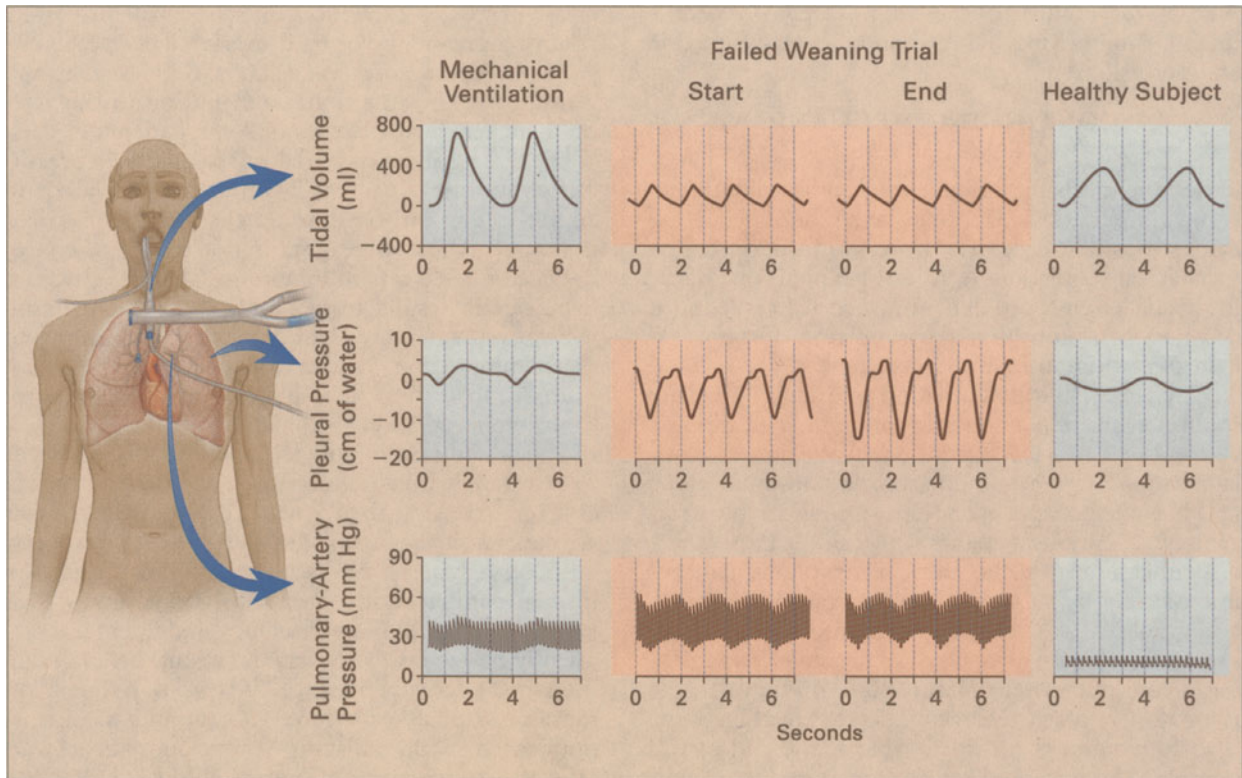 Failed Weaning Trial
Mechanical
Ventilation
Start
End
Healthy Subject
Tidal Volume
(ml)
800
400
0
−400
0 2 4 6
0 2 4 6
0 2 4 6
0 2 4 6
Pleural Pressure
(cm of water)
10
0
−10
−20
0 2 4 6
0 2 4 6
0 2 4 6
0 2 4 6
Pulmonary-Artery
Pressure (mm Hg)
90
60
30
0
0 2 4 6
0 2 4 6
0 2 4 6
0 2 4 6
Seconds